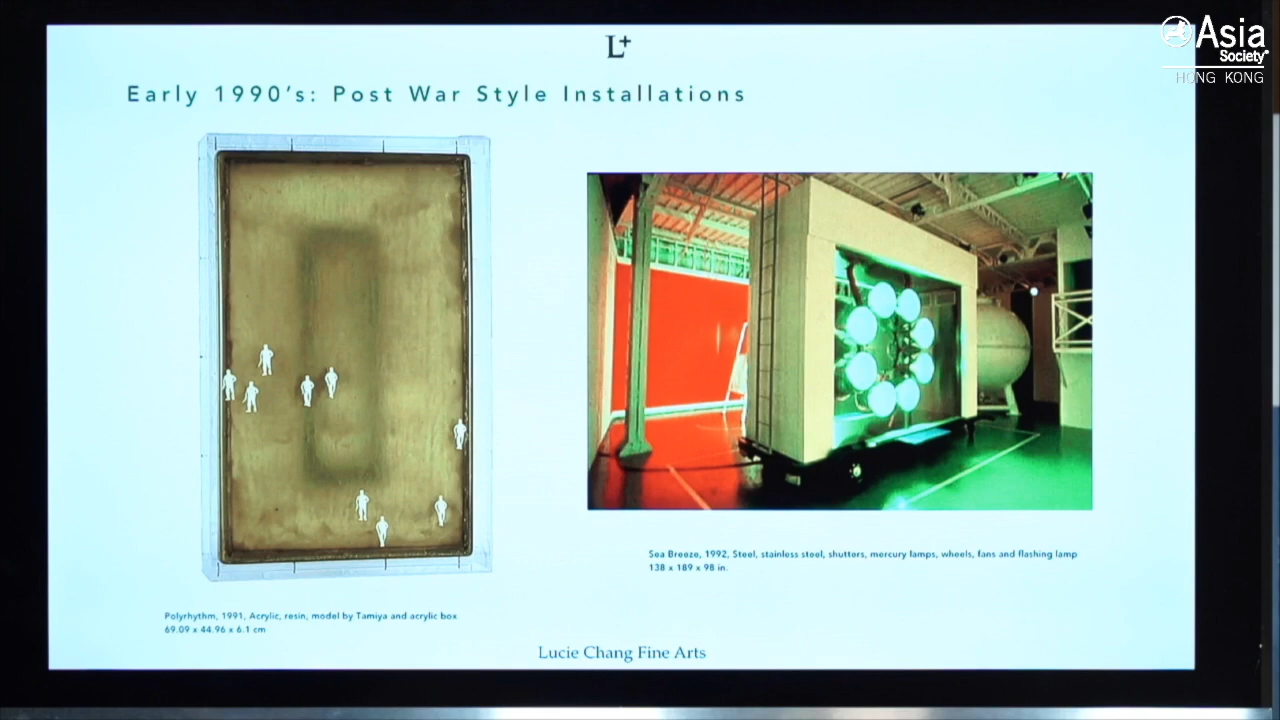 Asia
Society
HONG KONG
L+
Early 1990's: Post War Style Installations
Sea Breeze, 1992, Steel, stainless steel, shutters, mercury lamps, wheels, fans and flashing lamp
138 x 189 x 98 in.
Polyrhythm, 1991, Acrylic, resin, model by Tamiya and acrylic box
69.09 x 44.96 x 6.1 cm
Lucie Chang Fine Arts